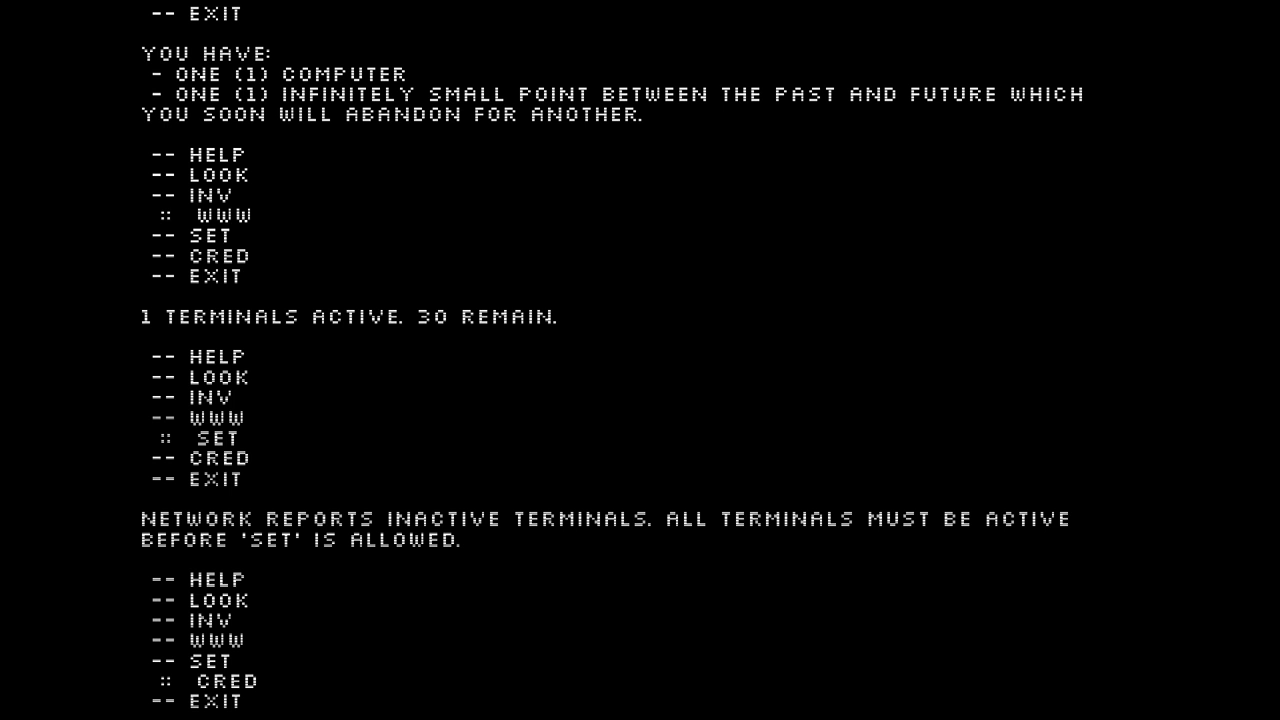 -- EXIT
YOU HAVE:
- ONE (1) COMPUTER
- ONE (1) INFINITELY SMALL POINT BETWEEN THE PAST AND FUTURE WHICH
YOU SOON WILL ABANDON FOR ANOTHER.
-- HELP
-- LOOK
-- INV
:: WWW
-- SET
-- CRED
-- EXIT
1 TERMINALS ACTIVE. 30 REMAIN.
-- HELP
-- LOOK
-- INV
-- WWW
:: SET
-- CRED
-- EXIT
NETWORK REPORTS INACTIVE TERMINALS. ALL TERMINALS MUST BE ACTIVE
BEFORE 'SET' IS ALLOWED.
-- HELP
-- LOOK
-- INV
-- WWW
-- SET
:: CRED
-- EXIT